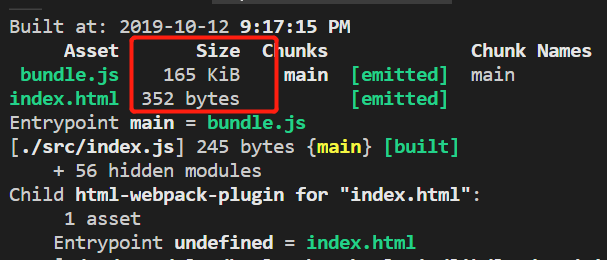 Built at: 2019-10-12 9:17:15 PM
Asset Size Chunks Chunk Names
bundle.js 165 KiB main [emitted] main
index.html 352 bytes [emitted]
Entrypoint main = bundle.js
[./src/index.js] 245 bytes {main} [built]
+ 56 hidden modules
Child html-webpack-plugin for "index.html":
1 asset
Entrypoint undefined = index.html